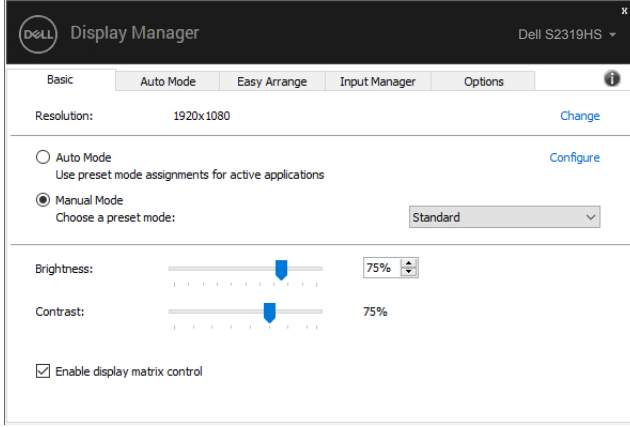 x
DELL Display Manager Dell S2319HS
Basic Auto Mode Easy Arrange Input Manager Options i
Resolution: 1920x1080 Change
Auto Mode Configure
Use preset mode assignments for active applications
Manual Mode
Choose a preset mode: Standard
Brightness: 75%
Contrast: 75%
Enable display matrix control